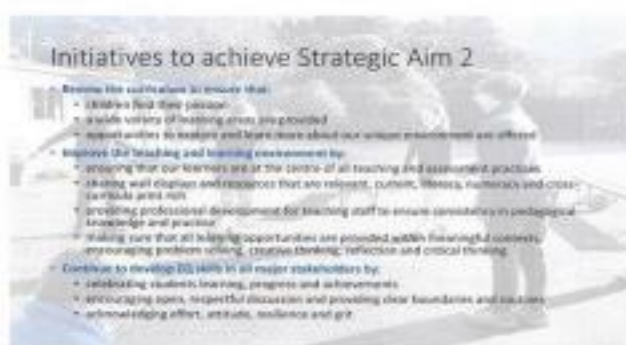 Initiatives to achieve Strategic Aim 2
Review the curriculum to ensure that:
• children find their passion
• a wide variety of learning areas are provided
• opportunities to explore and learn more about our unique environment are offered
Improve the teaching and learning environment by:
• ensuring that our learners are at the centre of all teaching and assessment practices
• sharing wall displays and resources that are relevant, current, literacy, numeracy and cross-
curricula print rich
• providing professional development for teaching staff to ensure consistency in pedagogical
knowledge and practice
• making sure that all learning opportunities are provided within meaningful contexts,
encouraging problem solving, creative thinking, reflection and critical thinking
Continue to develop EQ skills in all major stakeholders by:
• celebrating students learning, progress and achievements
• encouraging open, respectful discussion and providing clear boundaries and routines
• acknowledging effort, attitude, resilience and grit